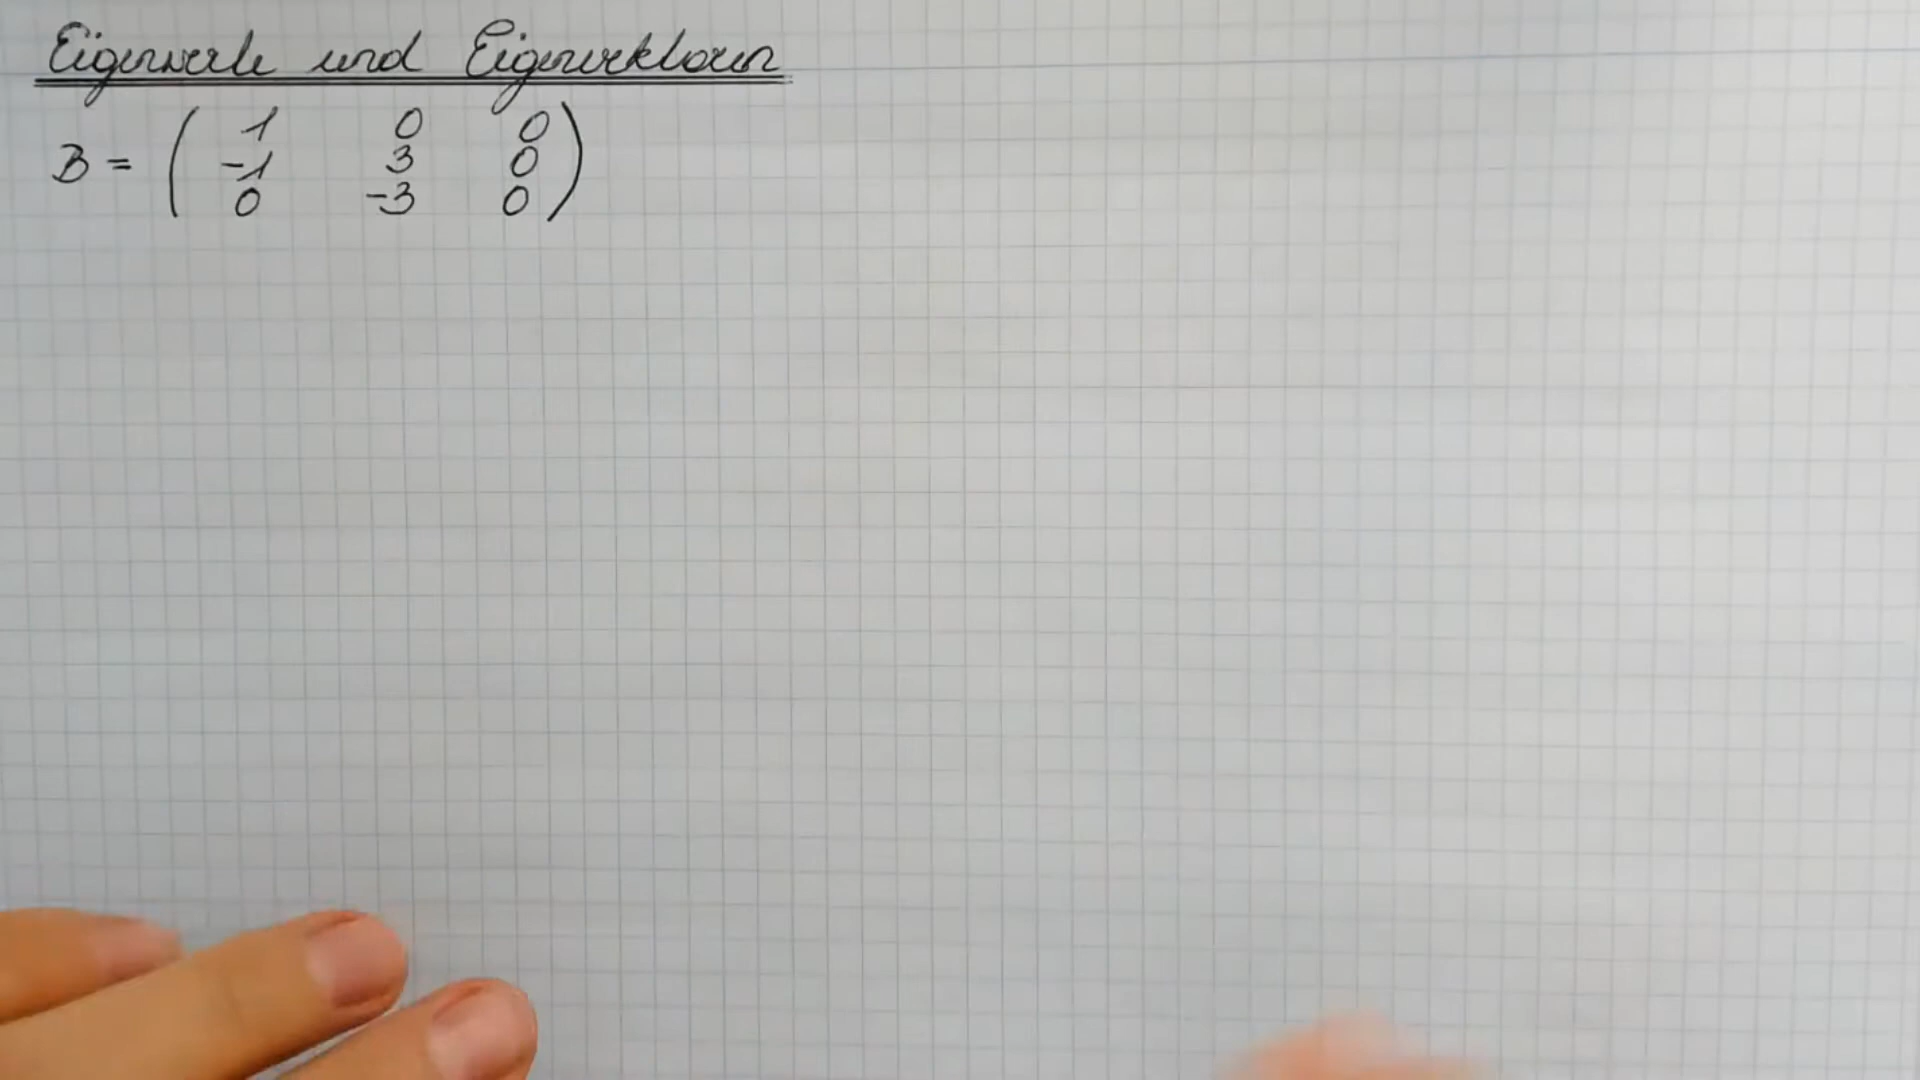 Eigenwerte und Eigenvektoren
1 0 0
B = ( -1 3 0 )
0 -3 0